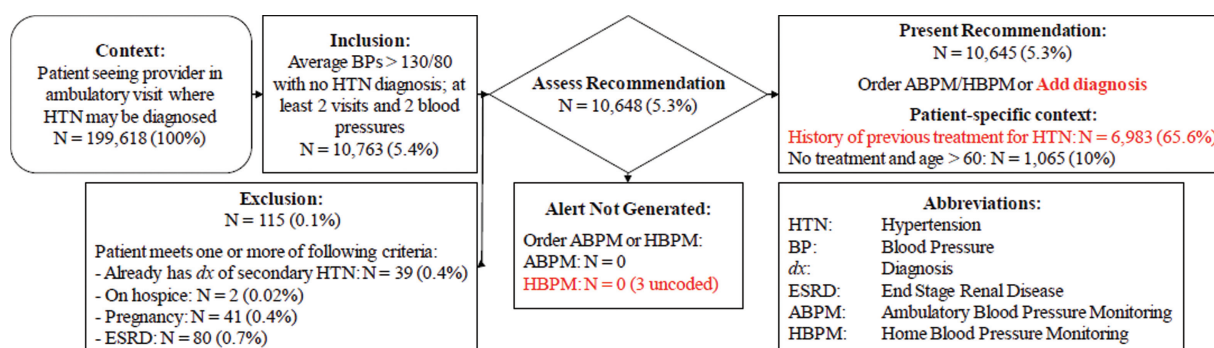 Context:
Patient seeing provider in
ambulatory visit where
HTN may be diagnosed
N = 199,618 (100%)
Inclusion:
Average BPs > 130/80
with no HTN diagnosis; at
least 2 visits and 2 blood
pressures
N = 10,763 (5.4%)
Assess Recommendation
N = 10,648 (5.3%)
Present Recommendation
N = 10,645 (5.3%)
Order ABPM/HBPM or Add diagnosis
Patient-specific context:
History of previous treatment for HTN: N = 6,983 (65.6%)
No treatment and age > 60: N = 1,065 (10%)
Exclusion:
N = 115 (0.1%)
Patient meets one or more of following criteria:
- Already has dx of secondary HTN: N = 39 (0.4%)
- On hospice: N = 2 (0.02%)
- Pregnancy: N = 41 (0.4%)
- ESRD: N = 80 (0.7%)
Alert Not Generated:
Order ABPM or HBPM:
ABPM: N = 0
HBPM: N = 0 (3 uncoded)
Abbreviations:
HTN: Hypertension
BP: Blood Pressure
dx: Diagnosis
ESRD: End Stage Renal Disease
ABPM: Ambulatory Blood Pressure Monitoring
HBPM: Home Blood Pressure Monitoring